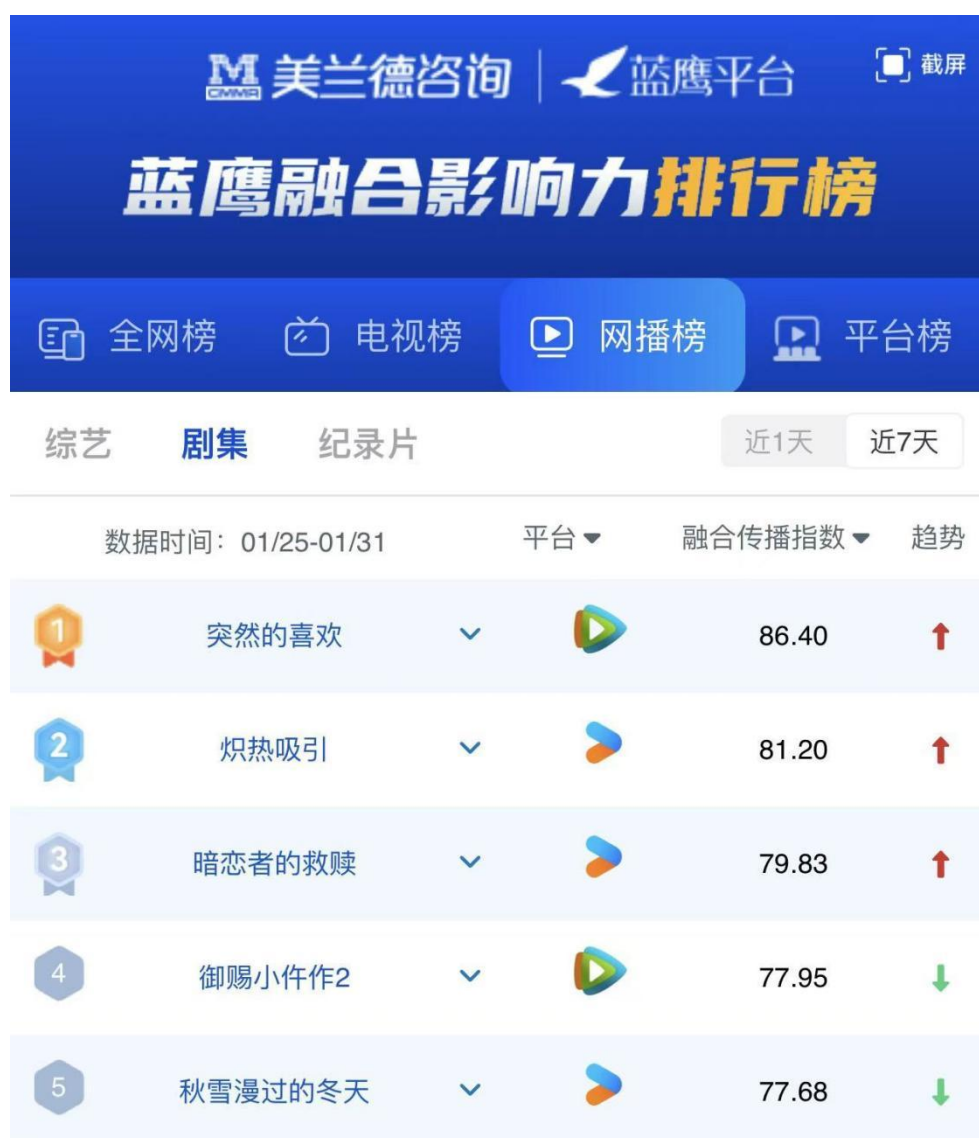 美兰德咨询 蓝鹰平台 截屏
CMMR
蓝鹰融合影响力排行榜
全网榜 电视榜 网播榜 平台榜
综艺 剧集 纪录片 近1天 近7天
数据时间：01/25-01/31 平台 融合传播指数 趋势
1 突然的喜欢 86.40
2 炽热吸引 81.20
3 暗恋者的救赎 79.83
4 御赐小仵作2 77.95
5 秋雪漫过的冬天 77.68